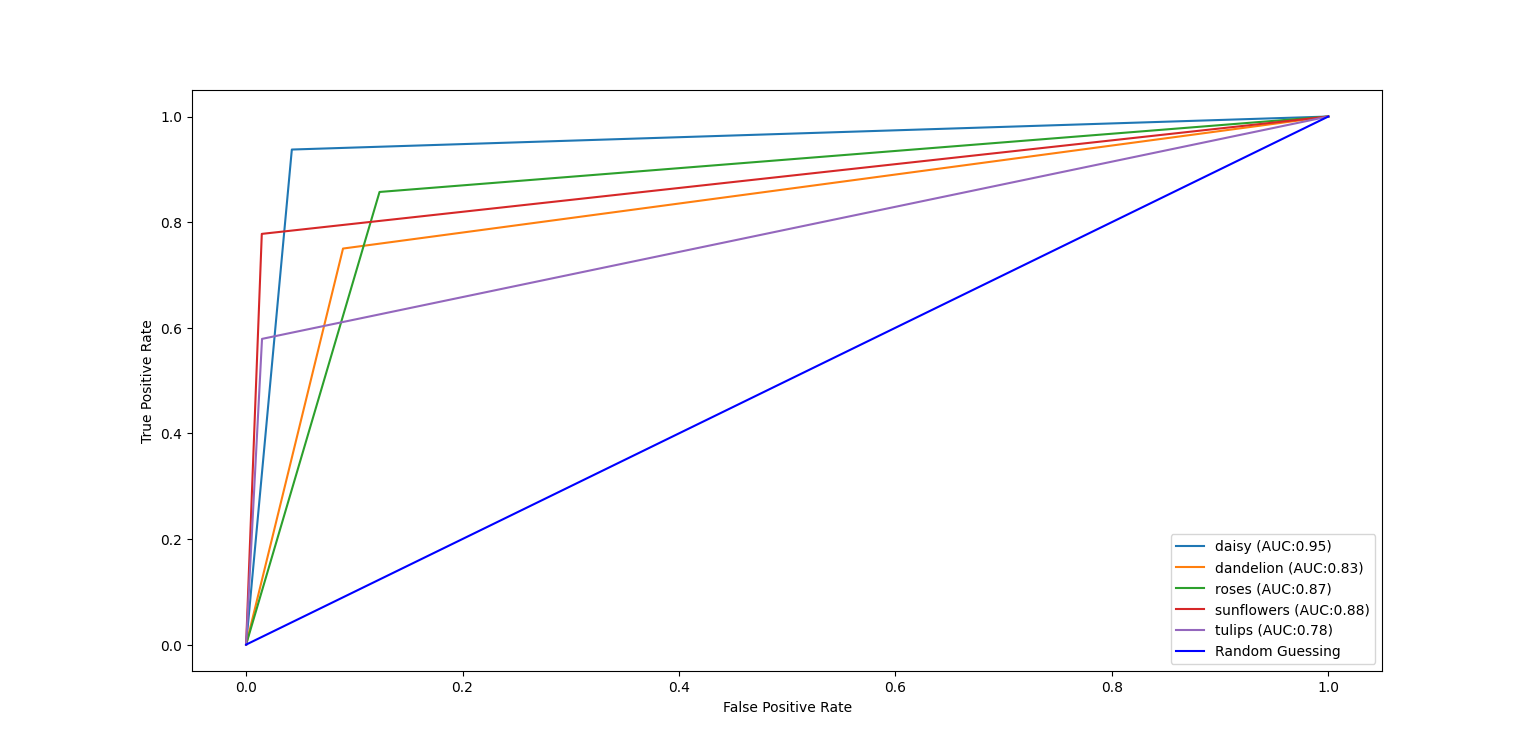 1.0
0.8
0.6
0.4
0.2
0.0
True Positive Rate
0.0 0.2 0.4 0.6 0.8 1.0
False Positive Rate
daisy (AUC:0.95)
dandelion (AUC:0.83)
roses (AUC:0.87)
sunflowers (AUC:0.88)
tulips (AUC:0.78)
Random Guessing